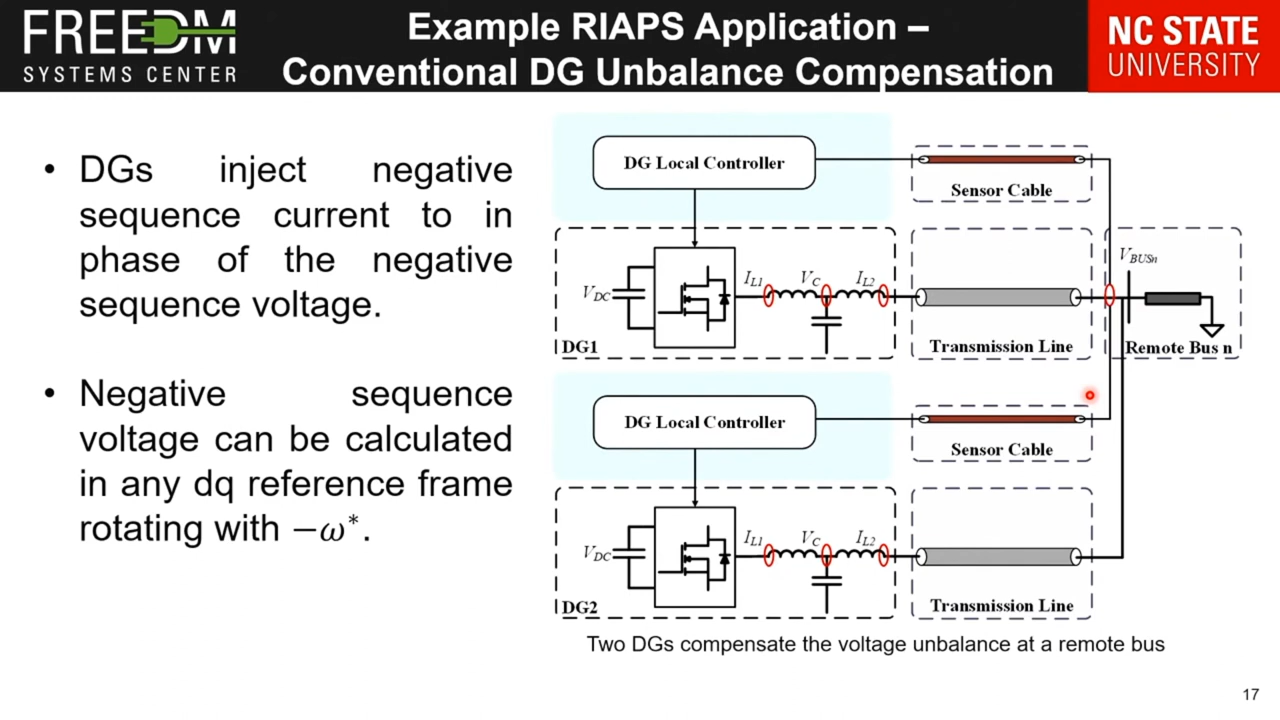 FREEDM
SYSTEMS CENTER
Example RIAPS Application –
Conventional DG Unbalance Compensation
NC STATE
UNIVERSITY
• DGs inject negative
sequence current to in
phase of the negative
sequence voltage.
• Negative sequence
voltage can be calculated
in any dq reference frame
rotating with −ω*.
DG Local Controller
Sensor Cable
V_BUSn
V_DC
I_L1
V_C
I_L2
DG1
Transmission Line
Remote Bus n
DG Local Controller
Sensor Cable
V_DC
I_L1
V_C
I_L2
DG2
Transmission Line
Two DGs compensate the voltage unbalance at a remote bus
17